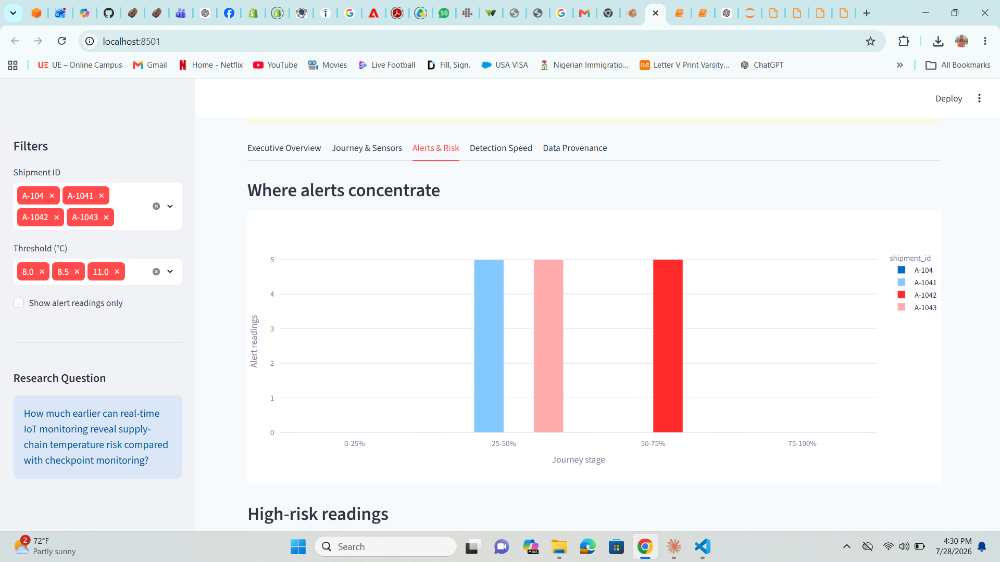 localhost:8501
UE – Online Campus
Gmail
Home - Netflix
YouTube
Movies
Live Football
Fill, Sign.
USA VISA
Nigerian Immigratio...
Letter V Print Varsity...
ChatGPT
All Bookmarks
Deploy
Filters
Shipment ID
A-104
A-1041
A-1042
A-1043
Threshold (°C)
8.0
8.5
11.0
Show alert readings only
Research Question
How much earlier can real-time
IoT monitoring reveal supply-
chain temperature risk compared
with checkpoint monitoring?
Executive Overview
Journey & Sensors
Alerts & Risk
Detection Speed
Data Provenance
Where alerts concentrate
5
4
3
2
1
0
Alert readings
0-25%
25-50%
50-75%
75-100%
Journey stage
shipment_id
A-104
A-1041
A-1042
A-1043
High-risk readings
2
72°F
Partly sunny
Search
M365
4:30 PM
7/28/2026